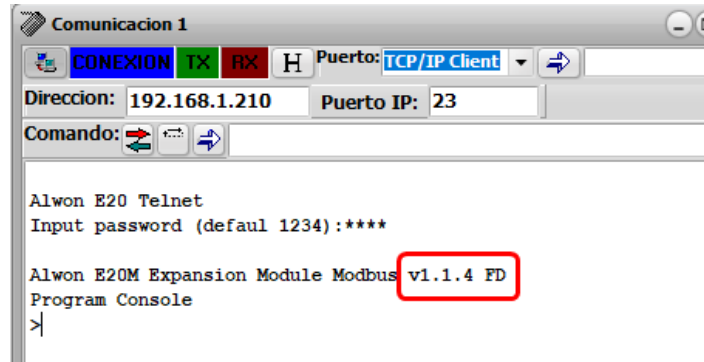 Comunicacion 1
CONEXION TX RX H Puerto: TCP/IP Client
Direccion: 192.168.1.210 Puerto IP: 23
Comando:
Alwon E20 Telnet
Input password (defaul 1234):****
Alwon E20M Expansion Module Modbus v1.1.4 FD
Program Console
>